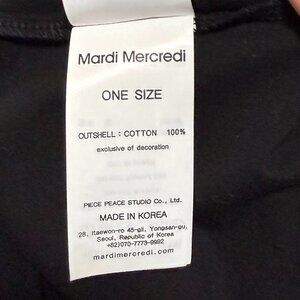 Mardi Mercredi
ONE SIZE
OUTSHELL : COTTON 100%
exclusive of decoration
PIECE PEACE STUDIO Co., Ltd.
MADE IN KOREA
28, Itaewon-ro 45-gil, Yongsan-gu,
Seoul, Republic of Korea
+82)070-7773-9992
mardimercredi.com